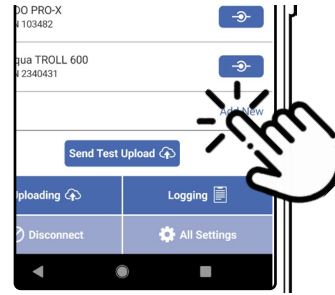 DO PRO-X
N 103482
qua TROLL 600
N 2340431
Add New
Send Test Upload
Uploading
Logging
Disconnect
All Settings